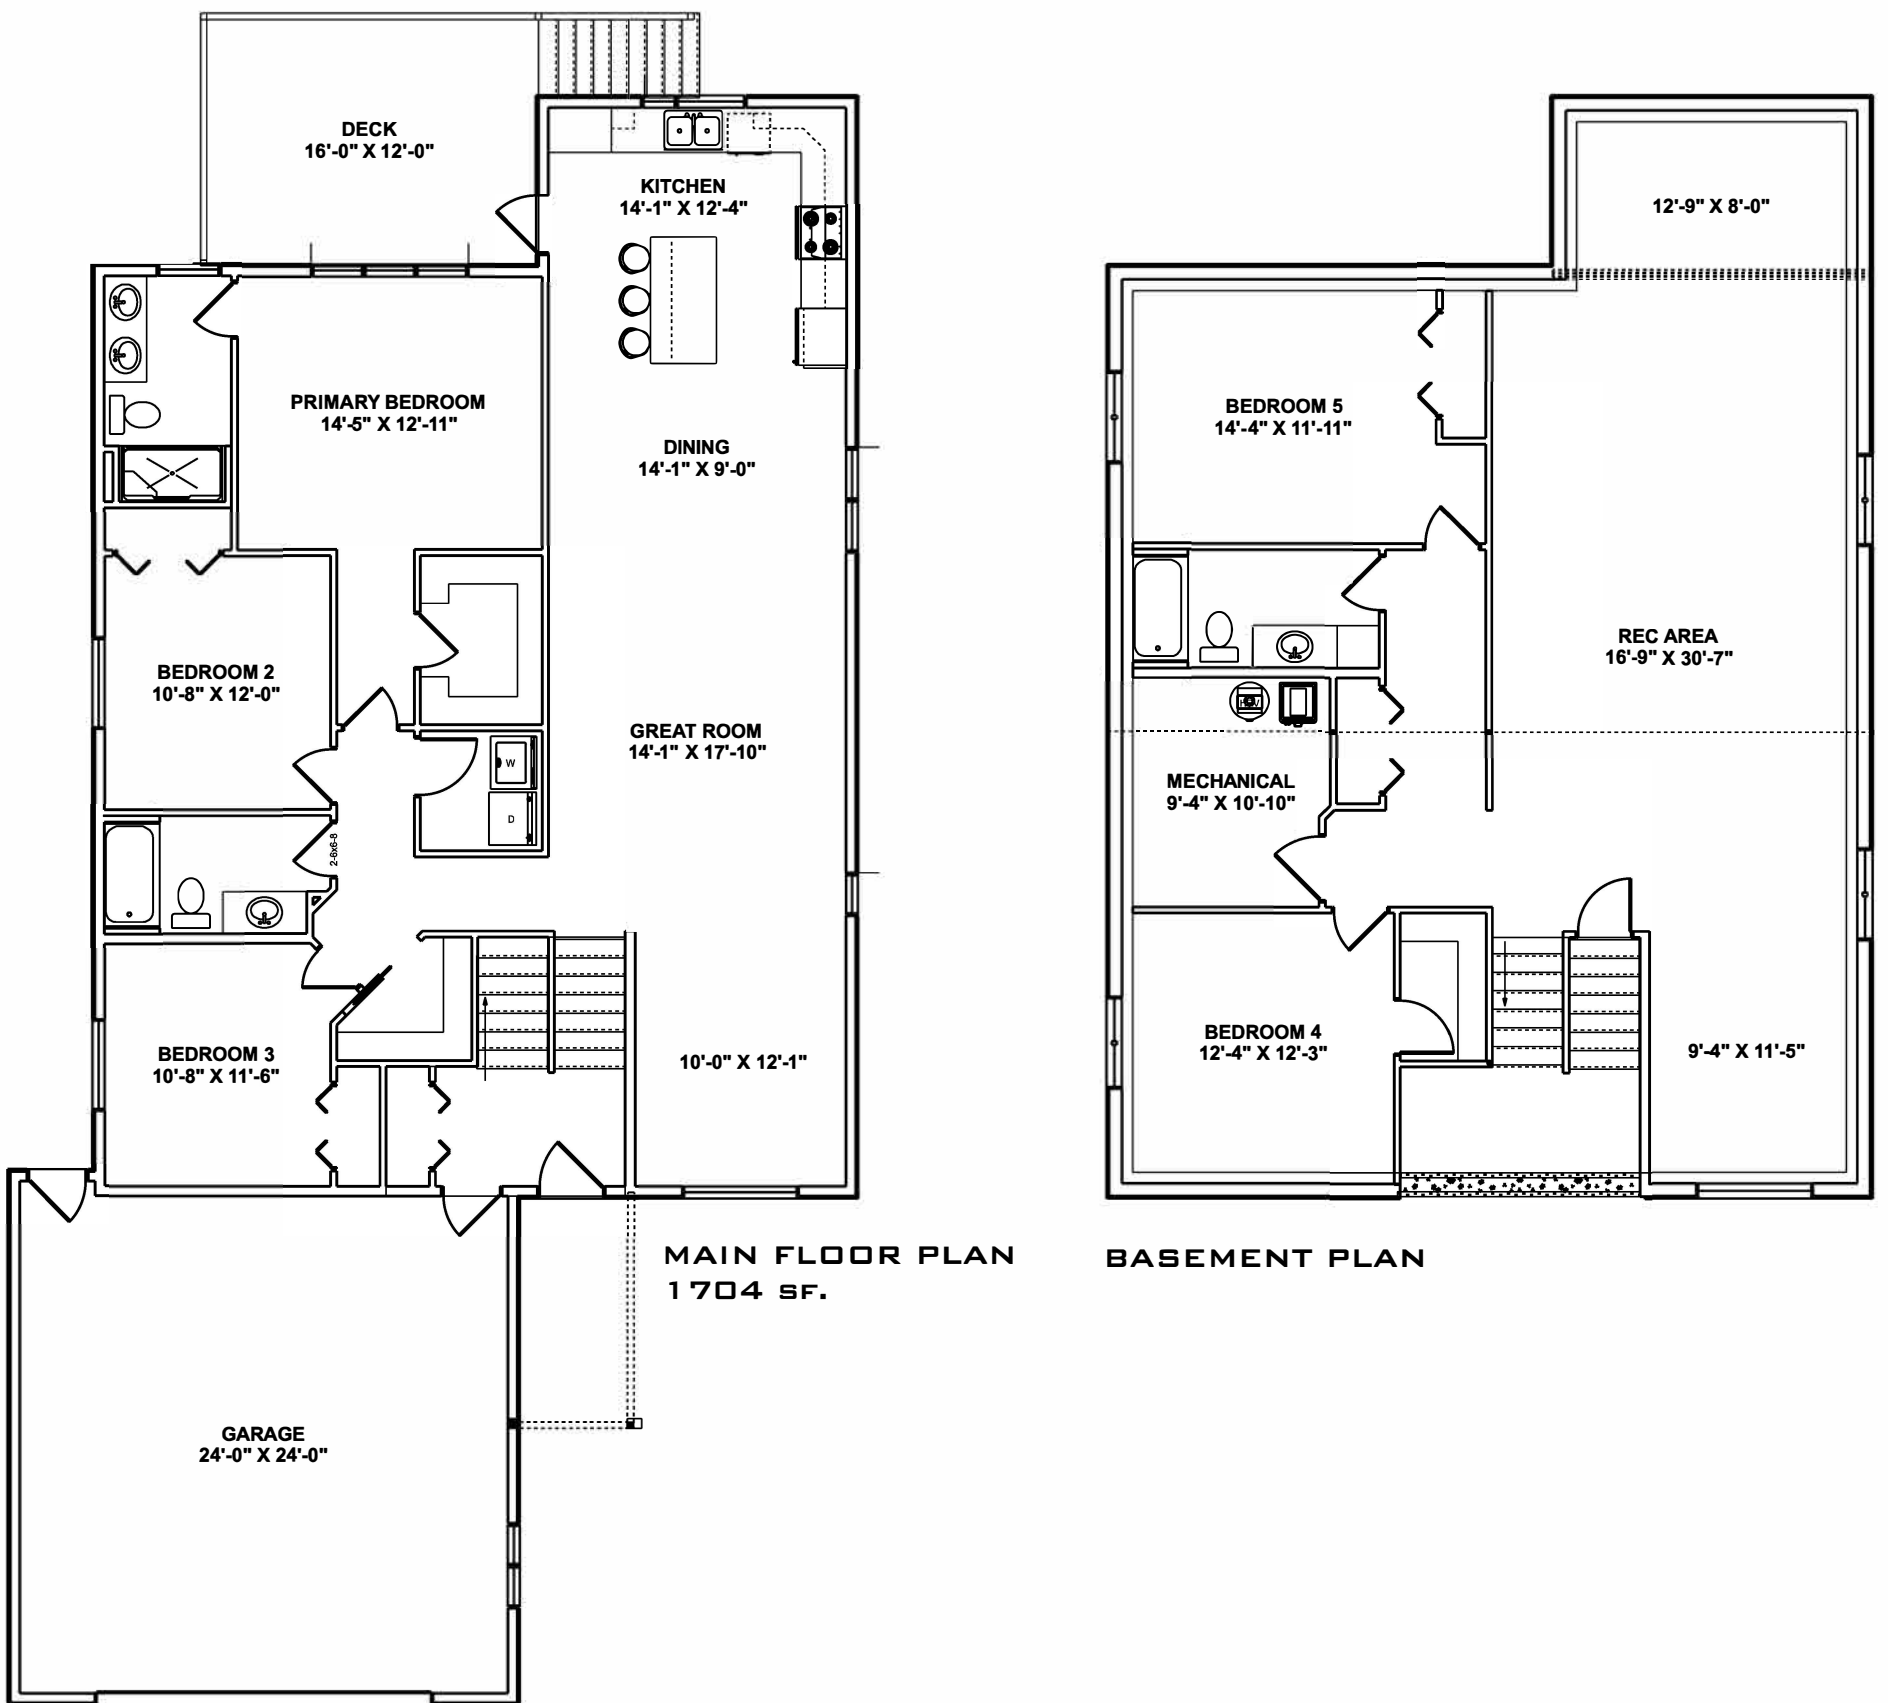 DECK
16'-0" X 12'-0"
KITCHEN
14'-1" X 12'-4"
PRIMARY BEDROOM
14'-5" X 12'-11"
DINING
14'-1" X 9'-0"
BEDROOM 2
10'-8" X 12'-0"
GREAT ROOM
14'-1" X 17'-10"
W
D
2-6x6-8
BEDROOM 3
10'-8" X 11'-6"
10'-0" X 12'-1"
MAIN FLOOR PLAN
1704 SF.
GARAGE
24'-0" X 24'-0"
12'-9" X 8'-0"
BEDROOM 5
14'-4" X 11'-11"
REC AREA
16'-9" X 30'-7"
MECHANICAL
9'-4" X 10'-10"
BEDROOM 4
12'-4" X 12'-3"
9'-4" X 11'-5"
BASEMENT PLAN